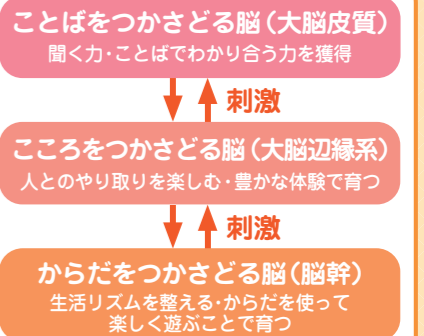 ことばをつかさどる脳(大脳皮質)
聞く力・ことばでわかり合う力を獲得
刺激
こころをつかさどる脳(大脳辺縁系)
人とのやり取りを楽しむ・豊かな体験で育つ
刺激
からだをつかさどる脳(脳幹)
生活リズムを整える・からだを使って
楽しく遊ぶことで育つ